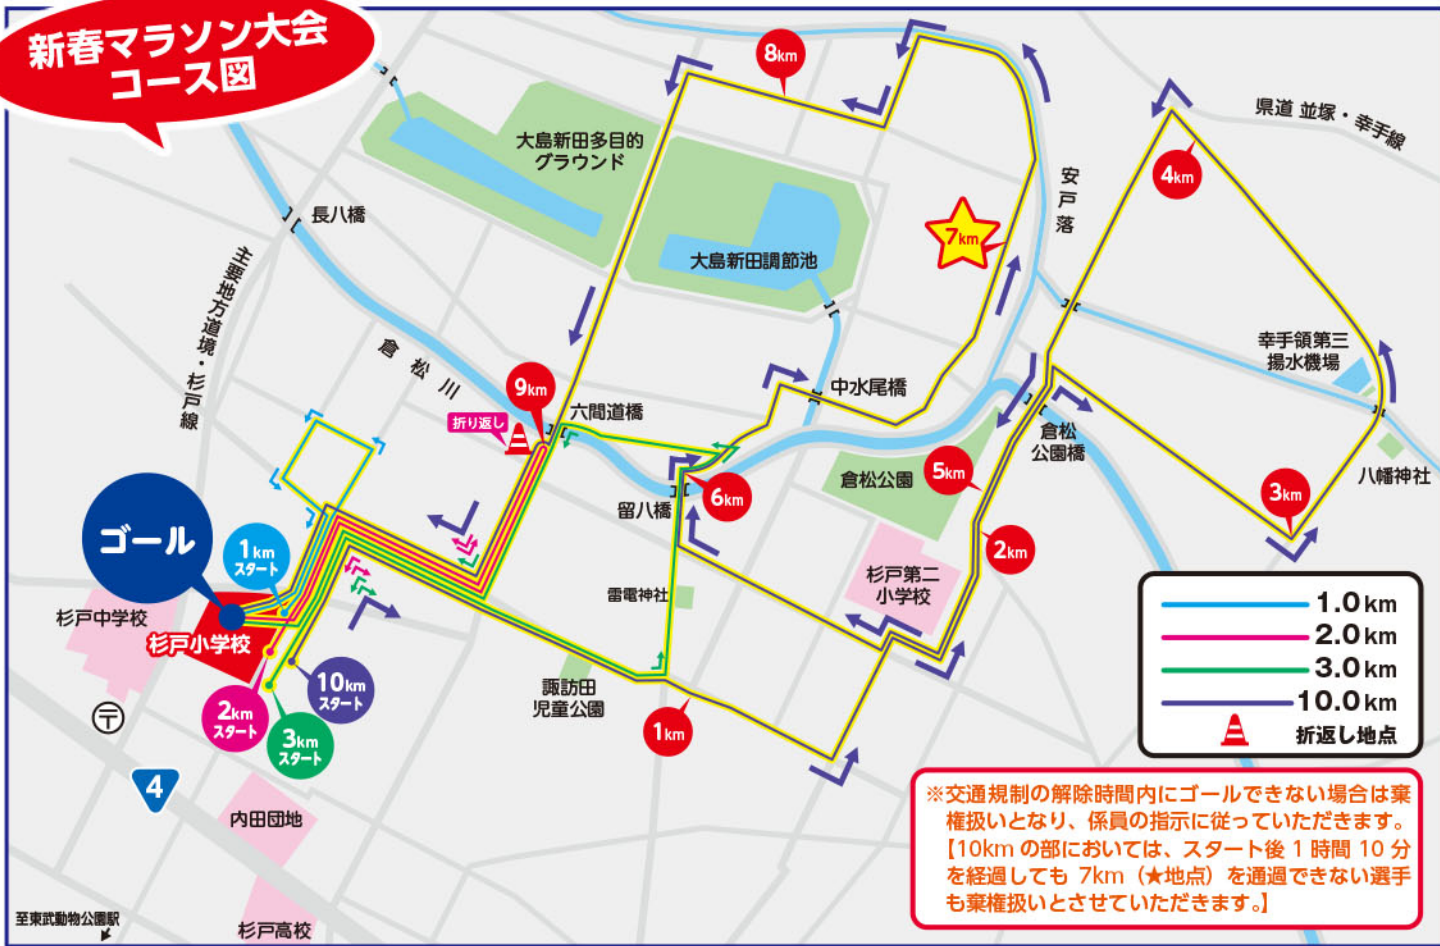 新春マラソン大会
コース図
8km
大島新田多目的
グラウンド
県道 並塚・幸手線
4km
安戸落
長八橋
7km
大島新田調節池
主要地方道境・杉戸線
倉松川
幸手領第三
揚水機場
9km
折り返し
六間道橋
中水尾橋
倉松
公園橋
八幡神社
倉松公園
5km
3km
6km
留八橋
2km
ゴール
1km
スタート
杉戸第二
小学校
雷電神社
杉戸中学校
杉戸小学校
諏訪田
児童公園
10km
スタート
2km
スタート
3km
スタート
1km
〒
4
内田団地
杉戸高校
至東武動物公園駅
1.0km
2.0km
3.0km
10.0km
折返し地点
※交通規制の解除時間内にゴールできない場合は棄
権扱いとなり、係員の指示に従っていただきます。
【10kmの部においては、スタート後1時間10分
を経過しても 7km（★地点）を通過できない選手
も棄権扱いとさせていただきます。】